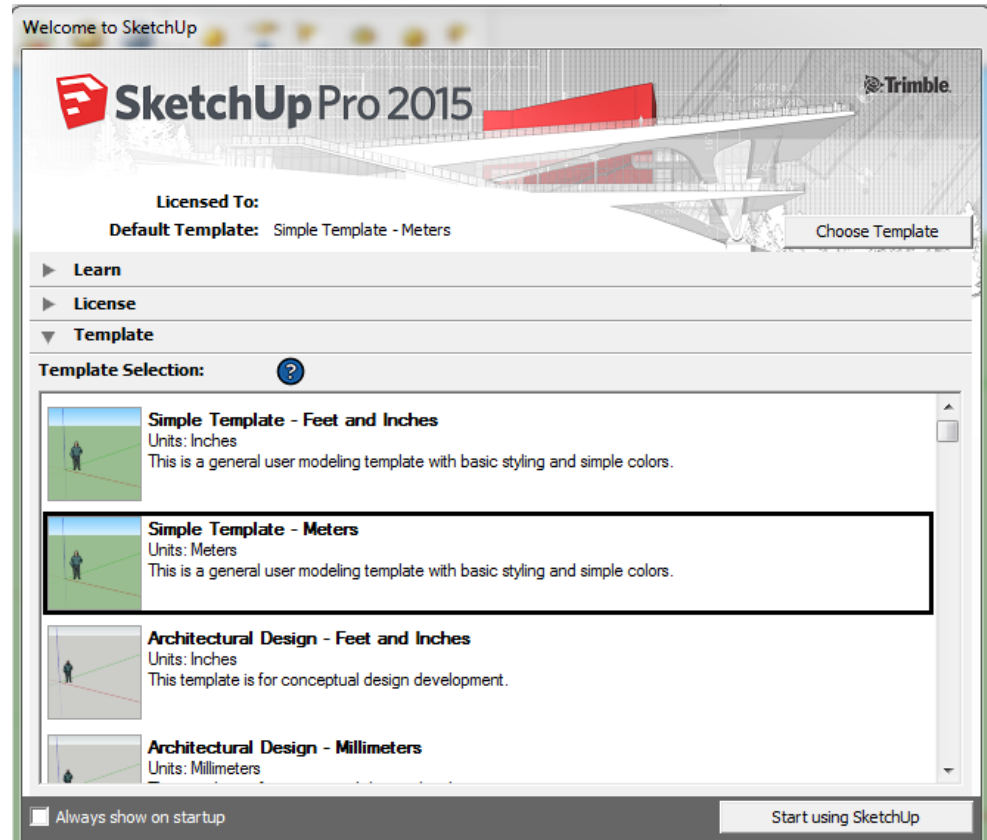 Welcome to SketchUp
SketchUp Pro 2015
Trimble.
Licensed To:
Default Template: Simple Template - Meters
Choose Template
Learn
License
Template
Template Selection:
?
Simple Template - Feet and Inches
Units: Inches
This is a general user modeling template with basic styling and simple colors.
Simple Template - Meters
Units: Meters
This is a general user modeling template with basic styling and simple colors.
Architectural Design - Feet and Inches
Units: Inches
This template is for conceptual design development.
Architectural Design - Millimeters
Units: Millimeters
Always show on startup
Start using SketchUp